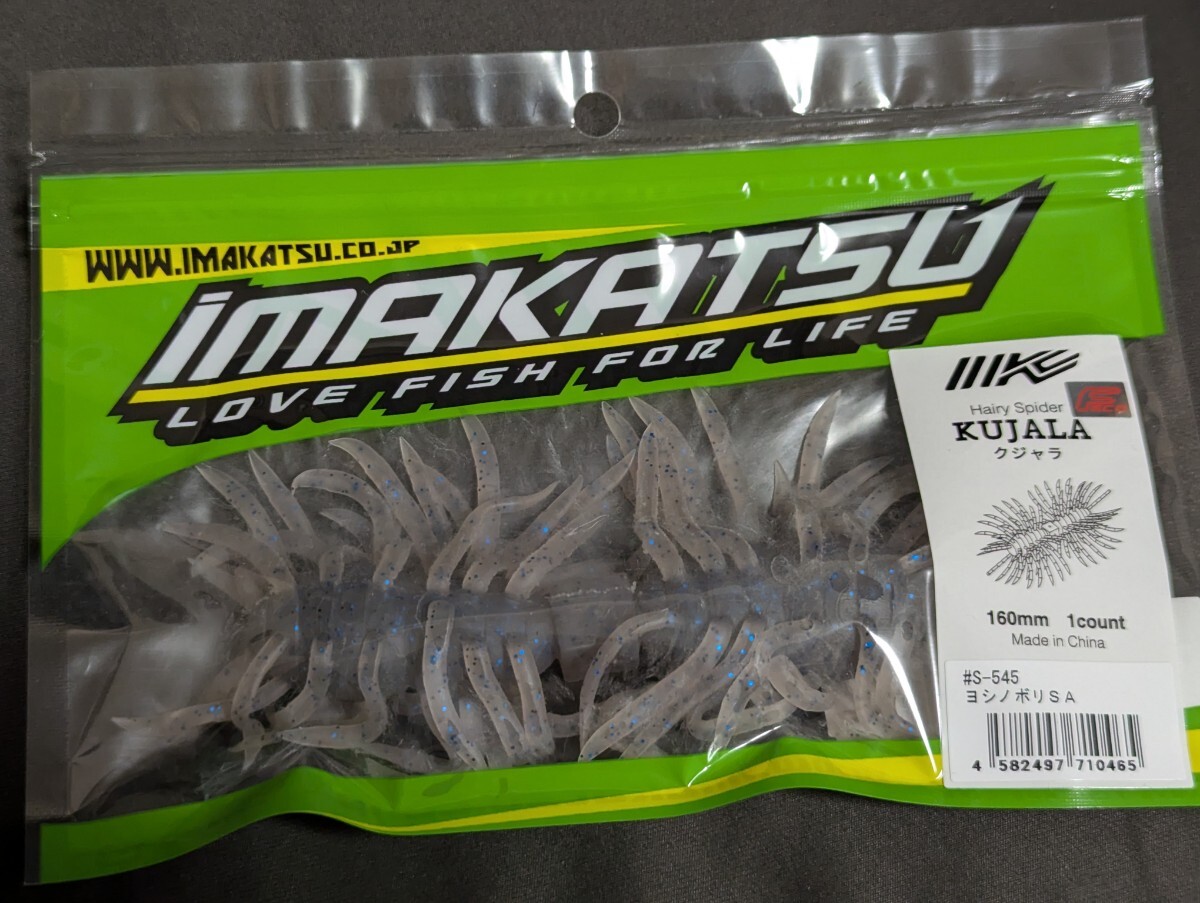 WWW.IMAKATSU.CO.JP
iMAKATSU
LOVE FISH FOR LIFE
Hairy Spider
KUJALA
クジャラ
160mm 1count
Made in China
#S-545
ヨシノボリSA
4 582497 710465